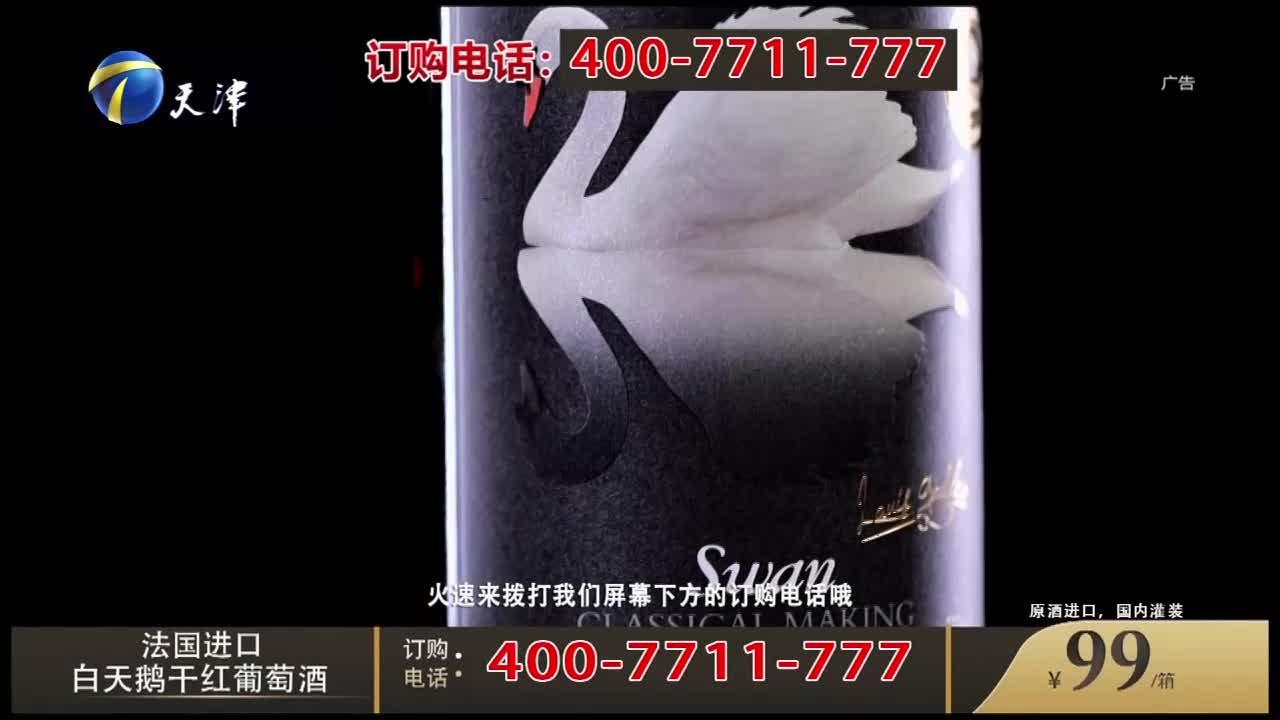 订购电话：400-7711-777
天津
广告
Swan
火速来拨打我们屏幕下方的订购电话哦
CLASSICAL MAKING
原酒进口，国内灌装
法国进口
白天鹅干红葡萄酒
订购电话：
400-7711-777
¥99/箱